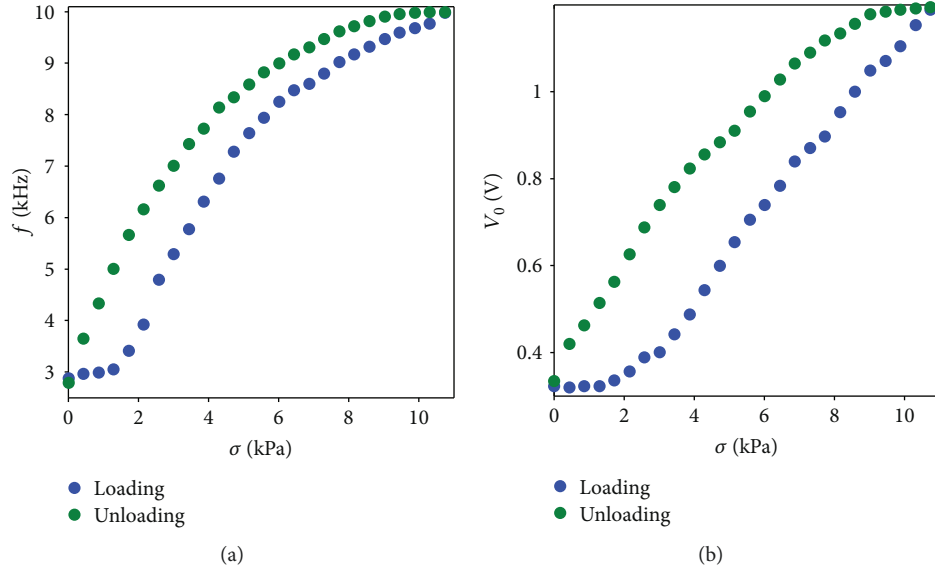 10
9
8
7
6
5
4
3
f (kHz)
0 2 4 6 8 10
σ (kPa)
Loading
Unloading
(a)
1
0.8
0.6
0.4
V₀ (V)
0 2 4 6 8 10
σ (kPa)
Loading
Unloading
(b)